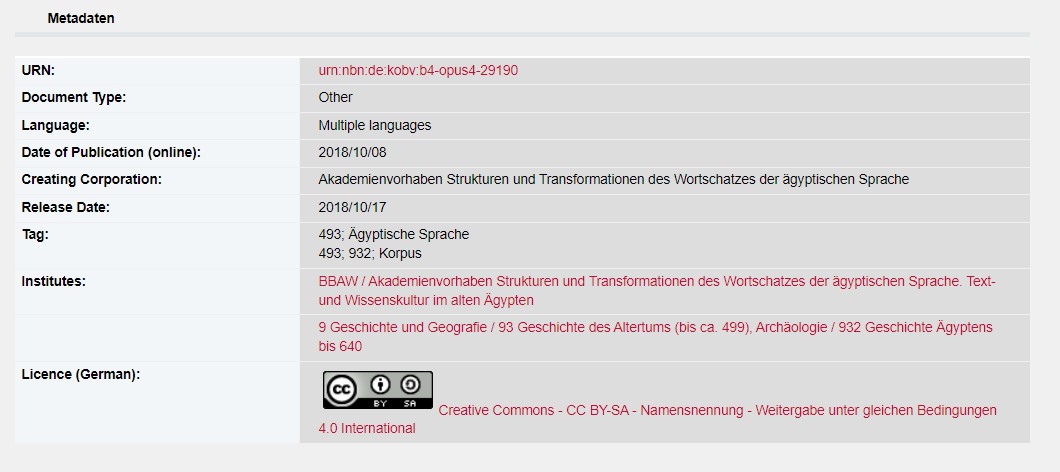 Metadaten
URN: urn:nbn:de:kobv:b4-opus4-29190
Document Type: Other
Language: Multiple languages
Date of Publication (online): 2018/10/08
Creating Corporation: Akademienvorhaben Strukturen und Transformationen des Wortschatzes der ägyptischen Sprache
Release Date: 2018/10/17
Tag: 493; Ägyptische Sprache
493; 932; Korpus
Institutes: BBAW / Akademienvorhaben Strukturen und Transformationen des Wortschatzes der ägyptischen Sprache. Text-
und Wissenskultur im alten Ägypten
9 Geschichte und Geografie / 93 Geschichte des Altertums (bis ca. 499), Archäologie / 932 Geschichte Ägyptens
bis 640
Licence (German): cc BY SA Creative Commons - CC BY-SA - Namensnennung - Weitergabe unter gleichen Bedingungen
4.0 International